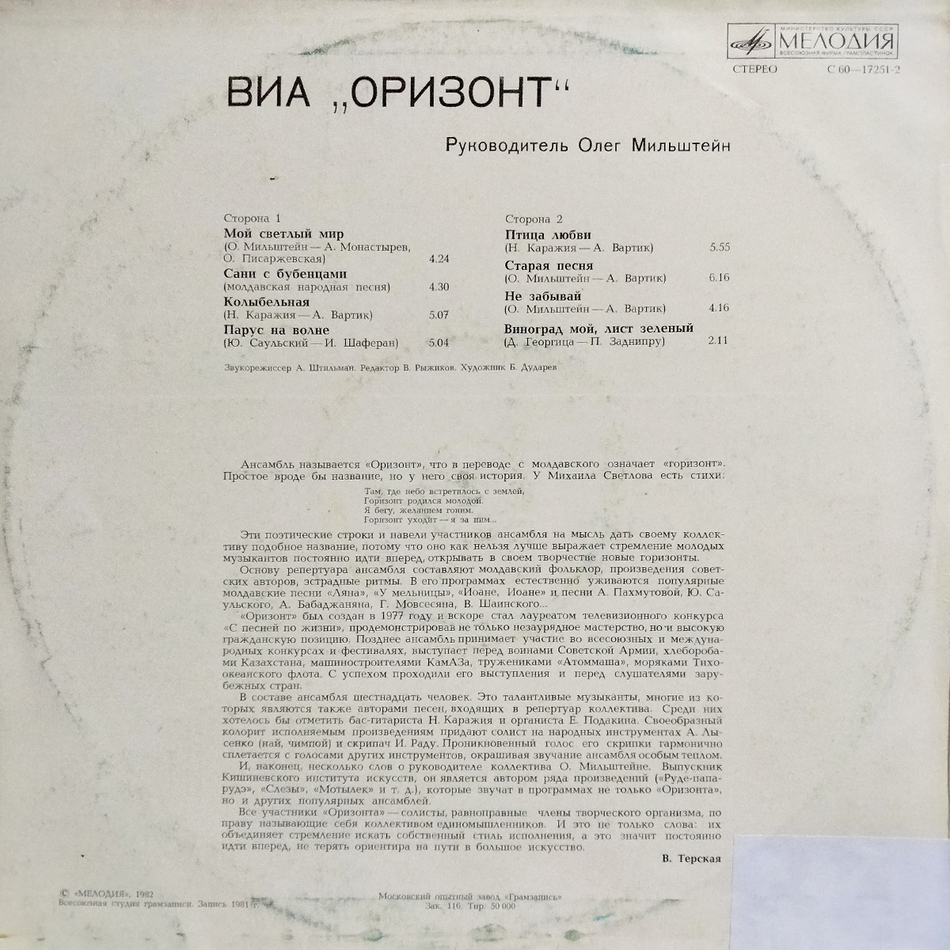 МИНИСТЕРСТВО КУЛЬТУРЫ СССР
МЕЛОДИЯ
ВСЕСОЮЗНАЯ ФИРМА ГРАМПЛАСТИНОК
СТЕРЕО С 60—17251-2
ВИА „ОРИЗОНТ“
Руководитель Олег Мильштейн
Сторона 1
Мой светлый мир
(О. Мильштейн — А. Монастырев,
О. Писаржевская) 4.24
Сани с бубенцами
(молдавская народная песня) 4.30
Колыбельная
(Н. Каражия — А. Вартик) 5.07
Парус на волне
(Ю. Саульский — И. Шаферан) 5.04
Сторона 2
Птица любви
(Н. Каражия — А. Вартик) 5.55
Старая песня
(О. Мильштейн — А. Вартик) 6.16
Не забывай
(О. Мильштейн — А. Вартик) 4.16
Виноград мой, лист зеленый
(Д. Георгица — П. Заднипру) 2.11
Звукорежиссер А. Штильман. Редактор В. Рыжиков. Художник Б. Дударев
Ансамбль называется «Оризонт», что в переводе с молдавского означает «горизонт».
Простое вроде бы название, но у него своя история. У Михаила Светлова есть стихи:
Там, где небо встретилось с землей,
Горизонт родился молодой.
Я бегу, желанием гоним.
Горизонт уходит — я за ним...
Эти поэтические строки и навели участников ансамбля на мысль дать своему коллек-
тиву подобное название, потому что оно как нельзя лучше выражает стремление молодых
музыкантов постоянно идти вперед, открывать в своем творчестве новые горизонты.
Основу репертуара ансамбля составляют молдавский фольклор, произведения совет-
ских авторов, эстрадные ритмы. В его программах естественно уживаются популярные
молдавские песни «Ляна», «У мельницы», «Иоане, Иоане» и песни А. Пахмутовой, Ю. Са-
ульского, А. Бабаджаняна, Г. Мовсесяна, В. Шаинского...
«Оризонт» был создан в 1977 году и вскоре стал лауреатом телевизионного конкурса
«С песней по жизни», продемонстрировав не только незаурядное мастерство, но и высокую
гражданскую позицию. Позднее ансамбль принимает участие во всесоюзных и междуна-
родных конкурсах и фестивалях, выступает перед воинами Советской Армии, хлебороба-
ми Казахстана, машиностроителями КамАЗа, тружениками «Атоммаша», моряками Тихо-
океанского флота. С успехом проходили его выступления и перед слушателями зару-
бежных стран.
В составе ансамбля шестнадцать человек. Это талантливые музыканты, многие из ко-
торых являются также авторами песен, входящих в репертуар коллектива. Среди них
хотелось бы отметить бас-гитариста Н. Каражия и органиста Е. Подакина. Своеобразный
колорит исполняемым произведениям придают солист на народных инструментах А. Лы-
сенко (най, чимпой) и скрипач И. Раду. Проникновенный голос его скрипки гармонично
сплетается с голосами других инструментов, окрашивая звучание ансамбля особым теплом.
И, наконец, несколько слов о руководителе коллектива О. Мильштейне. Выпускник
Кишиневского института искусств, он является автором ряда произведений («Руде-папа-
рудэ», «Слезы», «Мотылек» и т. д.), которые звучат в программах не только «Оризонта»,
но и других популярных ансамблей.
Все участники «Оризонта» — солисты, равноправные члены творческого организма, по
праву называющие себя коллективом единомышленников. И это не только слова: их
объединяет стремление искать собственный стиль исполнения, а это значит постоянно
идти вперед, не терять ориентира на пути в большое искусство.
В. Терская
© «МЕЛОДИЯ», 1982
Всесоюзная студия грамзаписи. Запись 1981 г.
Московский опытный завод «Грамзапись»
Зак. 116 Тир. 50 000